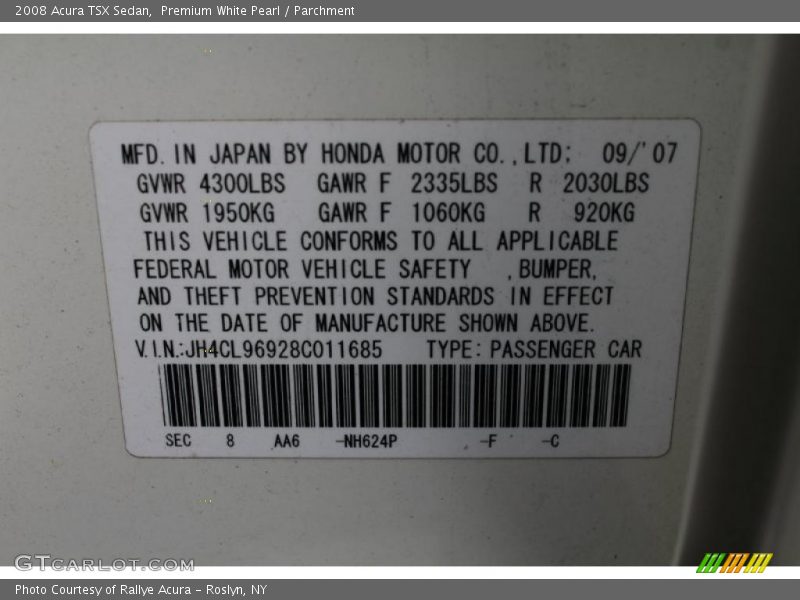 2008 Acura TSX Sedan,  Premium White Pearl / Parchment
MFD. IN JAPAN BY HONDA MOTOR CO.,LTD: 09/'07
GVWR 4300LBS GAWR F 2335LBS R 2030LBS
GVWR 1950KG GAWR F 1060KG R 920KG
THIS VEHICLE CONFORMS TO ALL APPLICABLE
FEDERAL MOTOR VEHICLE SAFETY ,BUMPER,
AND THEFT PREVENTION STANDARDS IN EFFECT
ON THE DATE OF MANUFACTURE SHOWN ABOVE.
V.I.N.:JH4CL96928C011685 TYPE: PASSENGER CAR
SEC 8 AA6 -NH624P -F -C
GTCARLOT.COM
Photo Courtesy of Rallye Acura - Roslyn, NY